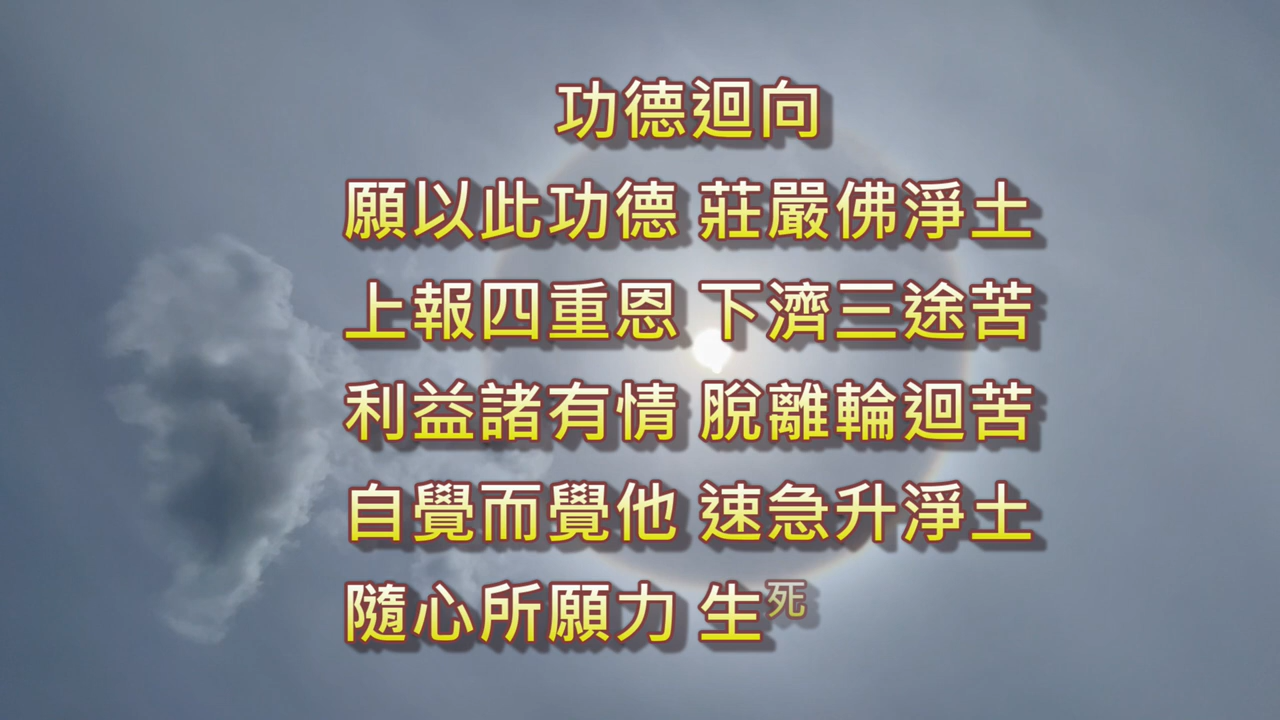 功德迴向
願以此功德 莊嚴佛淨土
上報四重恩 下濟三途苦
利益諸有情 脫離輪迴苦
自覺而覺他 速急升淨土
隨心所願力 生死